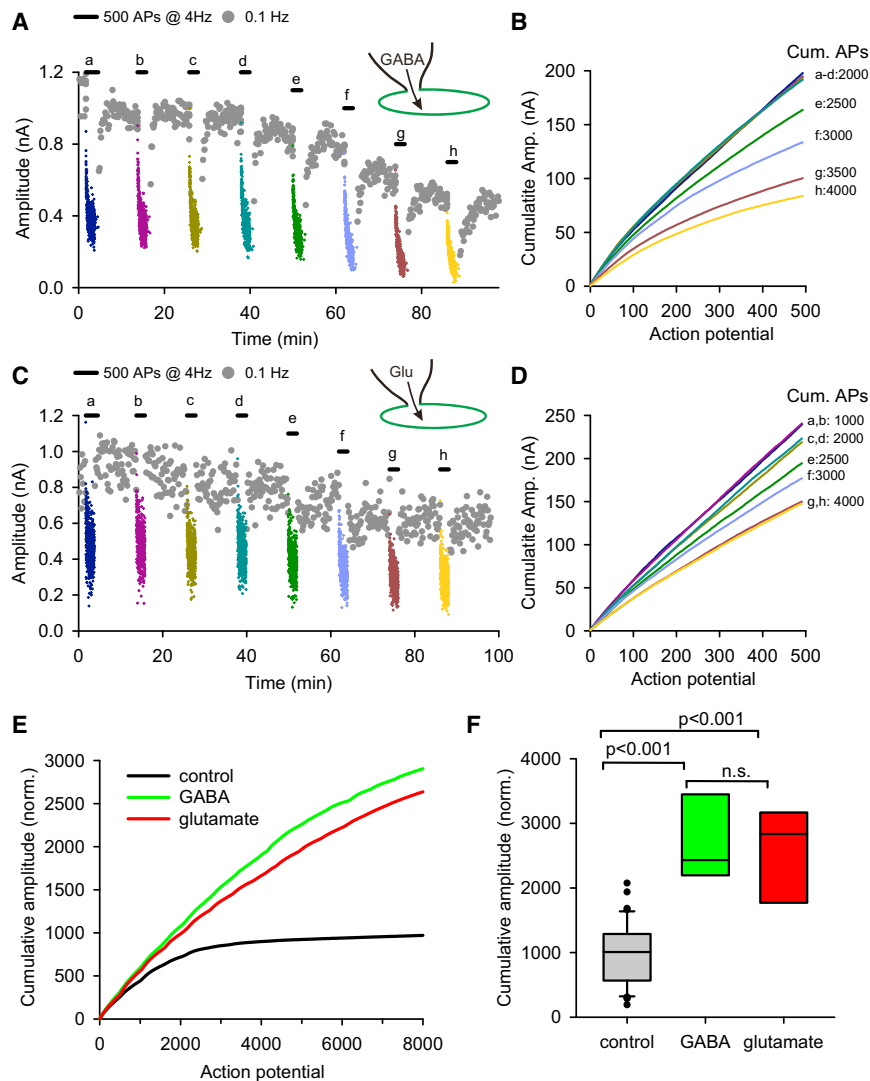 A
500 APs @ 4Hz 0.1 Hz
a b c d e f g h
GABA
1.2
0.8
0.4
0.0
Amplitude (nA)
0 20 40 60 80
Time (min)
B
Cum. APs
a-d:2000
e:2500
f:3000
g:3500
h:4000
200
150
100
50
0
Cumulatite Amp. (nA)
0 100 200 300 400 500
Action potential
C
500 APs @ 4Hz 0.1 Hz
a b c d e f g h
Glu
1.2
1.0
0.8
0.6
0.4
0.2
0.0
Amplitude (nA)
0 20 40 60 80 100
Time (min)
D
Cum. APs
a,b: 1000
c,d: 2000
e:2500
f:3000
g,h: 4000
250
200
150
100
50
0
Cumulatite Amp. (nA)
0 100 200 300 400 500
Action potential
E
control
GABA
glutamate
3000
2500
2000
1500
1000
500
0
Cumulative amplitude (norm.)
0 2000 4000 6000 8000
Action potential
F
p<0.001
p<0.001
n.s.
4000
3000
2000
1000
0
Cumulative amplitude (norm.)
control GABA glutamate